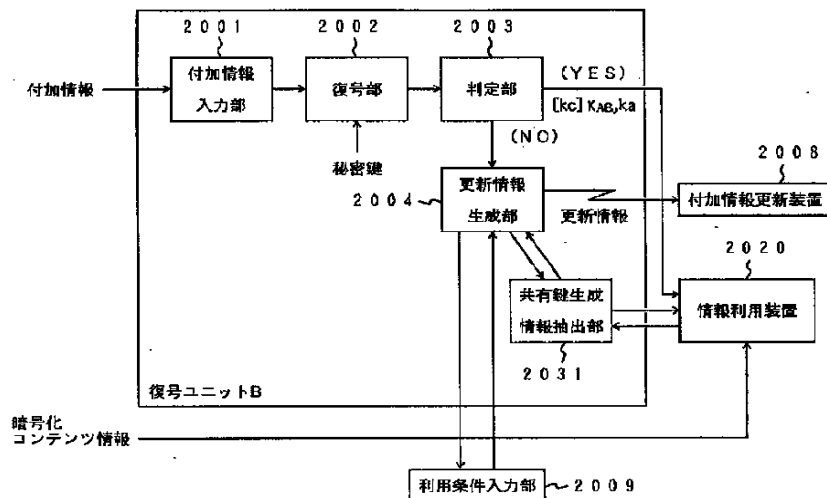 2001
2002
2003
付加情報
付加情報
入力部
復号部
判定部
(YES)
[kc]KAB,ka
(NO)
秘密鍵
2004
更新情報
生成部
更新情報
2008
付加情報更新装置
共有鍵生成
情報抽出部
2031
2020
情報利用装置
復号ユニットB
暗号化
コンテンツ情報
利用条件入力部
2009